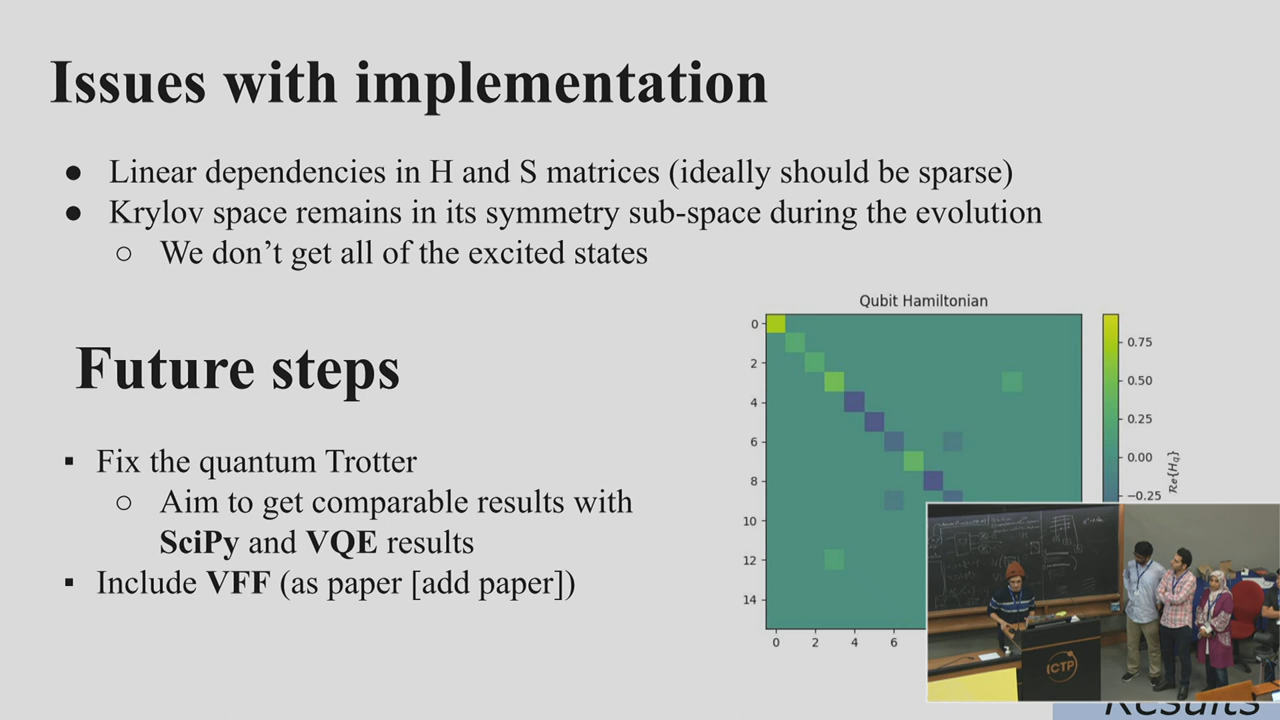 Issues with implementation
● Linear dependencies in H and S matrices (ideally should be sparse)
● Krylov space remains in its symmetry sub-space during the evolution
○ We don’t get all of the excited states
Future steps
▪ Fix the quantum Trotter
○ Aim to get comparable results with
SciPy and VQE results
▪ Include VFF (as paper [add paper])
Qubit Hamiltonian
0
2
4
6
8
10
12
14
0 2 4 6
0.75
0.50
0.25
0.00
−0.25
Re{H_q}
ICTP
Results